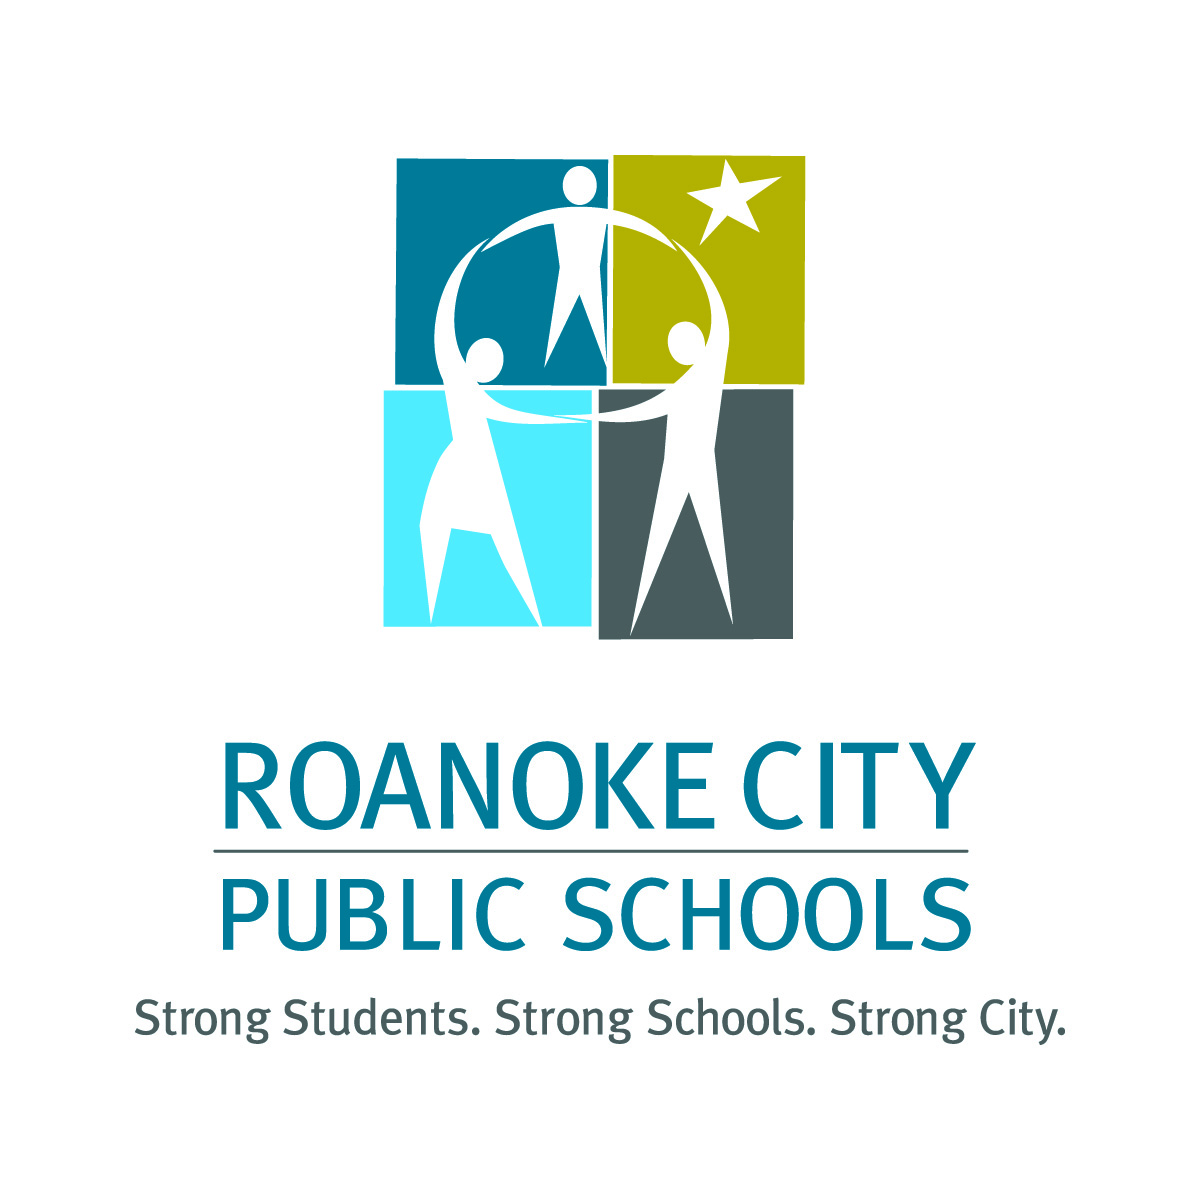 ROANOKE CITY
PUBLIC SCHOOLS
Strong Students. Strong Schools. Strong City.